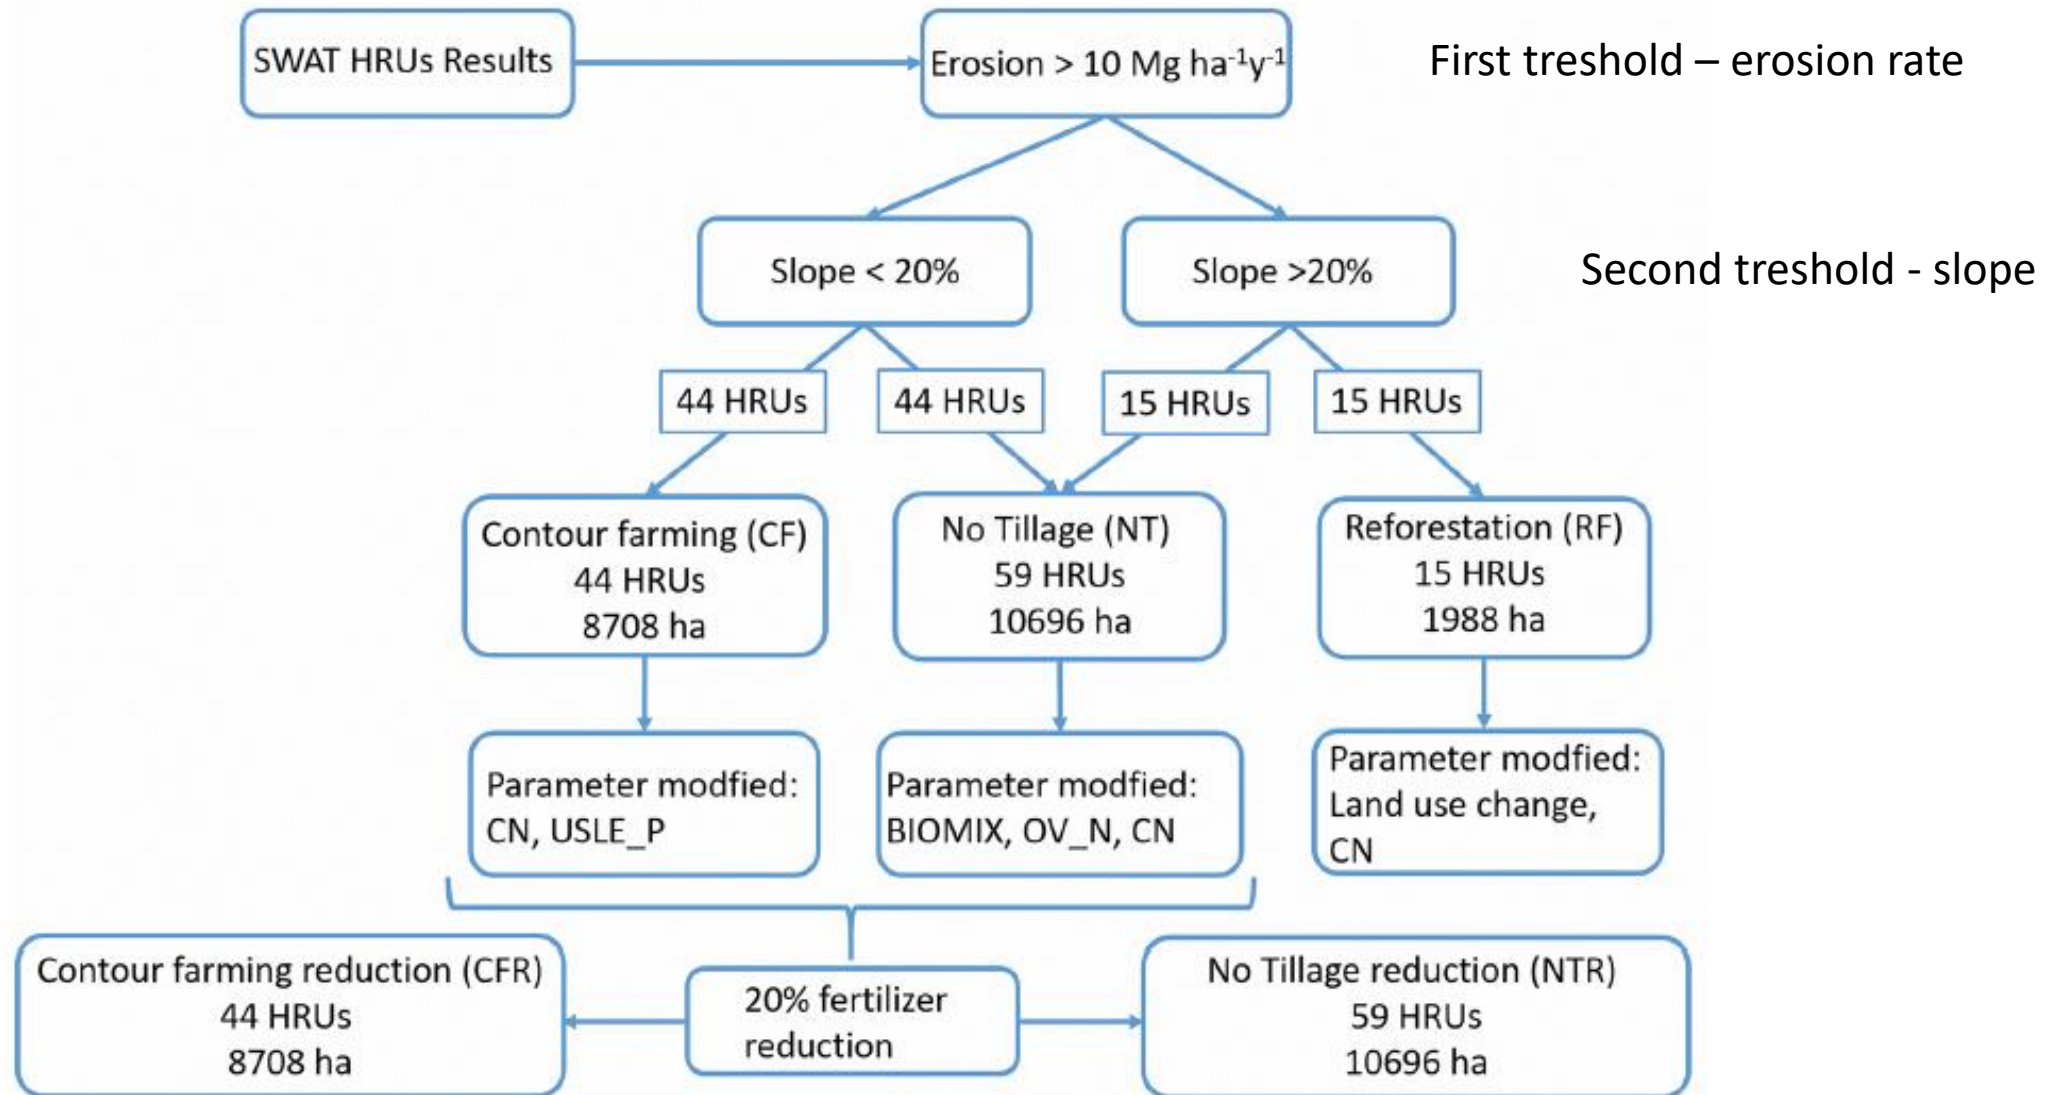 SWAT HRUs Results
Erosion > 10 Mg ha⁻¹y⁻¹
First treshold – erosion rate
Slope < 20%
Slope >20%
Second treshold - slope
44 HRUs
44 HRUs
15 HRUs
15 HRUs
Contour farming (CF)
44 HRUs
8708 ha
No Tillage (NT)
59 HRUs
10696 ha
Reforestation (RF)
15 HRUs
1988 ha
Parameter modfied:
CN, USLE_P
Parameter modfied:
BIOMIX, OV_N, CN
Parameter modfied:
Land use change,
CN
Contour farming reduction (CFR)
44 HRUs
8708 ha
20% fertilizer
reduction
No Tillage reduction (NTR)
59 HRUs
10696 ha